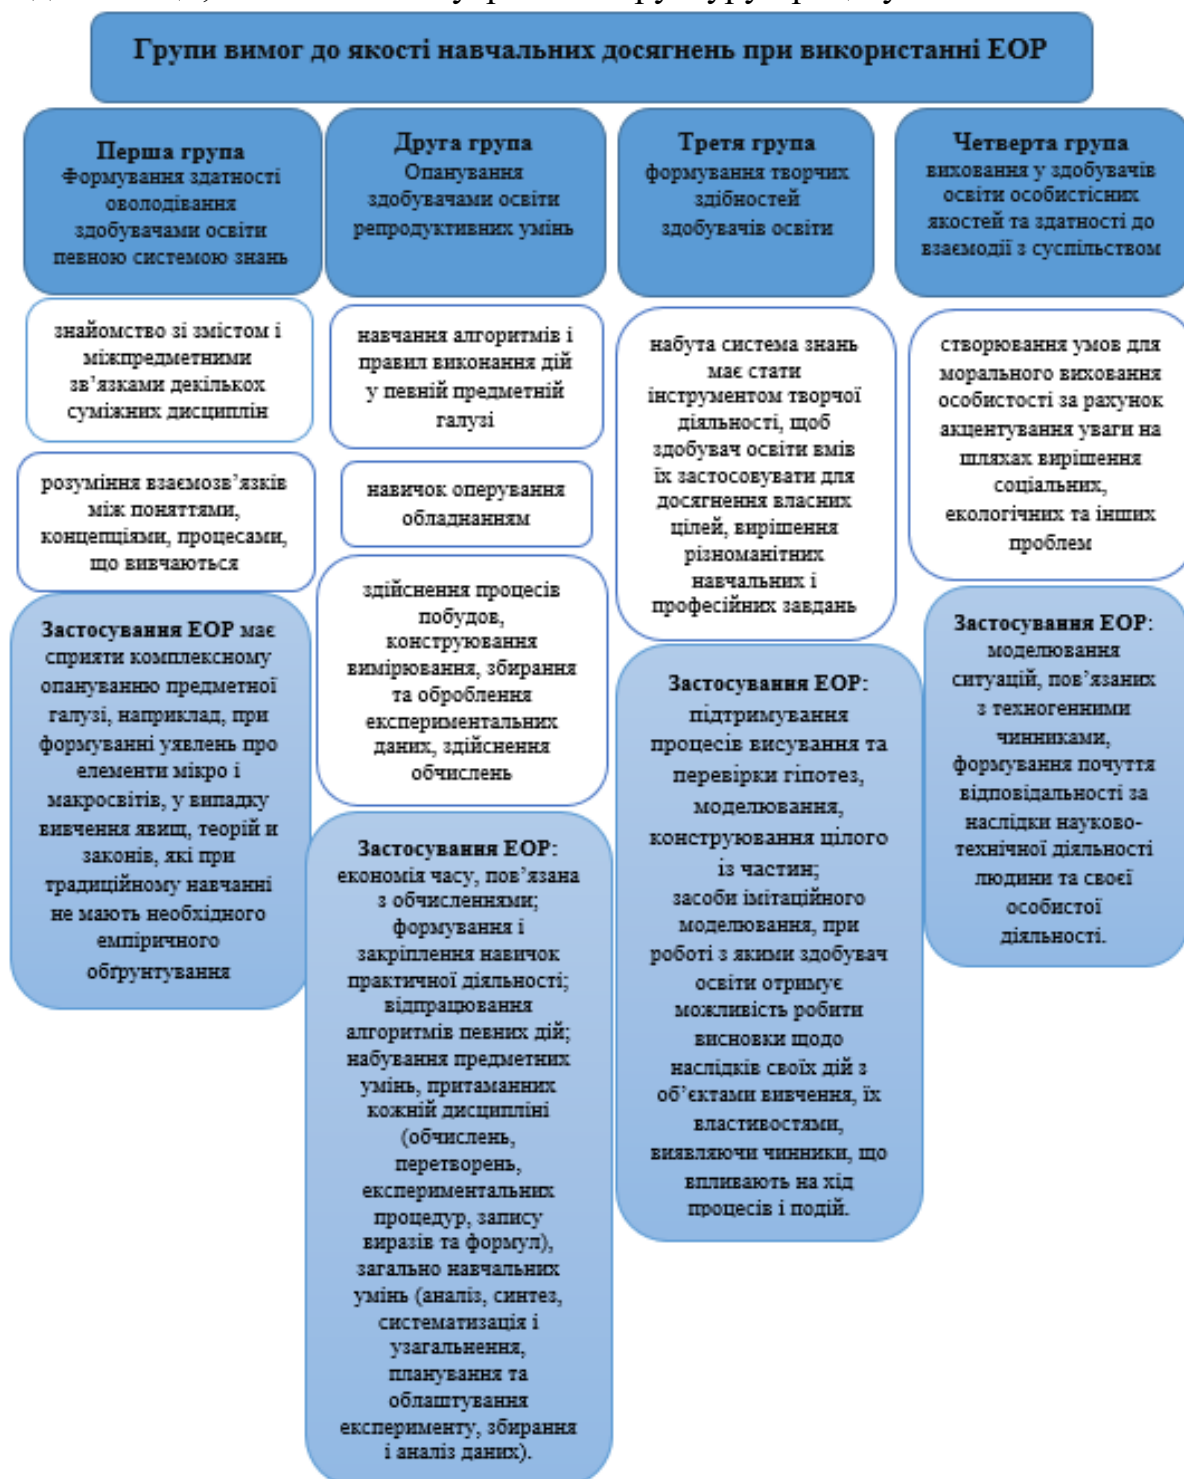 Групи вимог до якості навчальних досягнень при використанні ЕОР
Перша група
Формування здатності
оволодівання
здобувачами освіти
певною системою знань
знайомство зі змістом і
міжпредметними
зв’язками декількох
суміжних дисциплін
розуміння взаємозв’язків
між поняттями,
концепціями, процесами,
що вивчаються
Застосування ЕОР має
сприяти комплексному
опануванню предметної
галузі, наприклад, при
формуванні уявлень про
елементи мікро і
макросвітів, у випадку
вивчення явищ, теорій и
законів, які при
традиційному навчанні
не мають необхідного
емпіричного
обґрунтування
Друга група
Опанування
здобувачами освіти
репродуктивних умінь
навчання алгоритмів і
правил виконання дій
у певній предметній
галузі
навичок оперування
обладнанням
здійснення процесів
побудов,
конструювання
вимірювання, збирання
та оброблення
експериментальних
даних, здійснення
обчислень
Застосування ЕОР:
економія часу, пов’язана
з обчисленнями;
формування і
закріплення навичок
практичної діяльності;
відпрацювання
алгоритмів певних дій;
набування предметних
умінь, притаманних
кожній дисципліні
(обчислень,
перетворень,
експериментальних
процедур, запису
виразів та формул),
загально навчальних
умінь (аналіз, синтез,
систематизація і
узагальнення,
планування та
облаштування
експерименту, збирання
і аналіз даних).
Третя група
формування творчих
здібностей
здобувачів освіти
набута система знань
має стати
інструментом творчої
діяльності, щоб
здобувач освіти вмів
їх застосовувати для
досягнення власних
цілей, вирішення
різноманітних
навчальних і
професійних завдань
Застосування ЕОР:
підтримування
процесів висування та
перевірки гіпотез,
моделювання,
конструювання цілого
із частин;
засоби імітаційного
моделювання, при
роботі з якими здобувач
освіти отримує
можливість робити
висновки щодо
наслідків своїх дій з
об’єктами вивчення, їх
властивостями,
виявляючи чинники, що
впливають на хід
процесів і подій.
Четверта група
виховання у здобувачів
освіти особистісних
якостей та здатності до
взаємодії з суспільством
створювання умов для
морального виховання
особистості за рахунок
акцентування уваги на
шляхах вирішення
соціальних,
екологічних та інших
проблем
Застосування ЕОР:
моделювання
ситуацій, пов’язаних
з техногенними
чинниками,
формування почуття
відповідальності за
наслідки науково-
технічної діяльності
людини та своєї
особистої
діяльності.